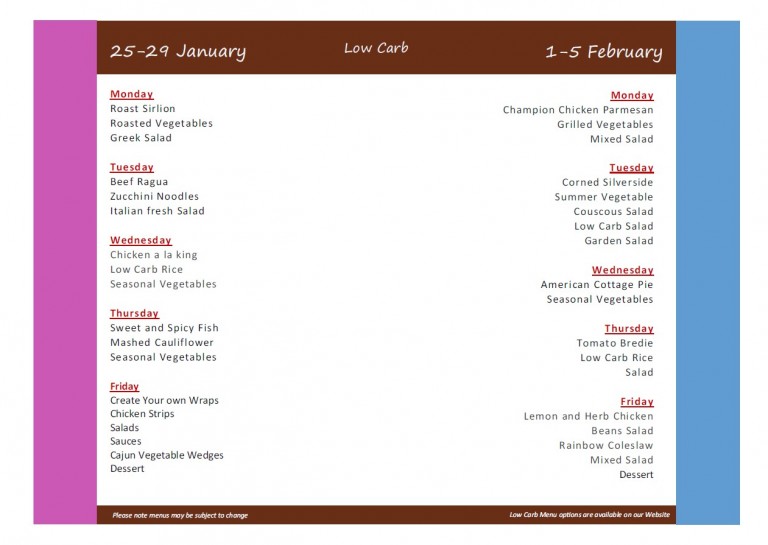 25-29 January
Low Carb
1-5 February
Monday
Roast Sirlion
Roasted Vegetables
Greek Salad
Tuesday
Beef Ragua
Zucchini Noodles
Italian fresh Salad
Wednesday
Chicken a la king
Low Carb Rice
Seasonal Vegetables
Thursday
Sweet and Spicy Fish
Mashed Cauliflower
Seasonal Vegetables
Friday
Create Your own Wraps
Chicken Strips
Salads
Sauces
Cajun Vegetable Wedges
Dessert
Monday
Champion Chicken Parmesan
Grilled Vegetables
Mixed Salad
Tuesday
Corned Silverside
Summer Vegetable
Couscous Salad
Low Carb Salad
Garden Salad
Wednesday
American Cottage Pie
Seasonal Vegetables
Thursday
Tomato Bredie
Low Carb Rice
Salad
Friday
Lemon and Herb Chicken
Beans Salad
Rainbow Coleslaw
Mixed Salad
Dessert
Please note menus may be subject to change
Low Carb Menu options are available on our Website